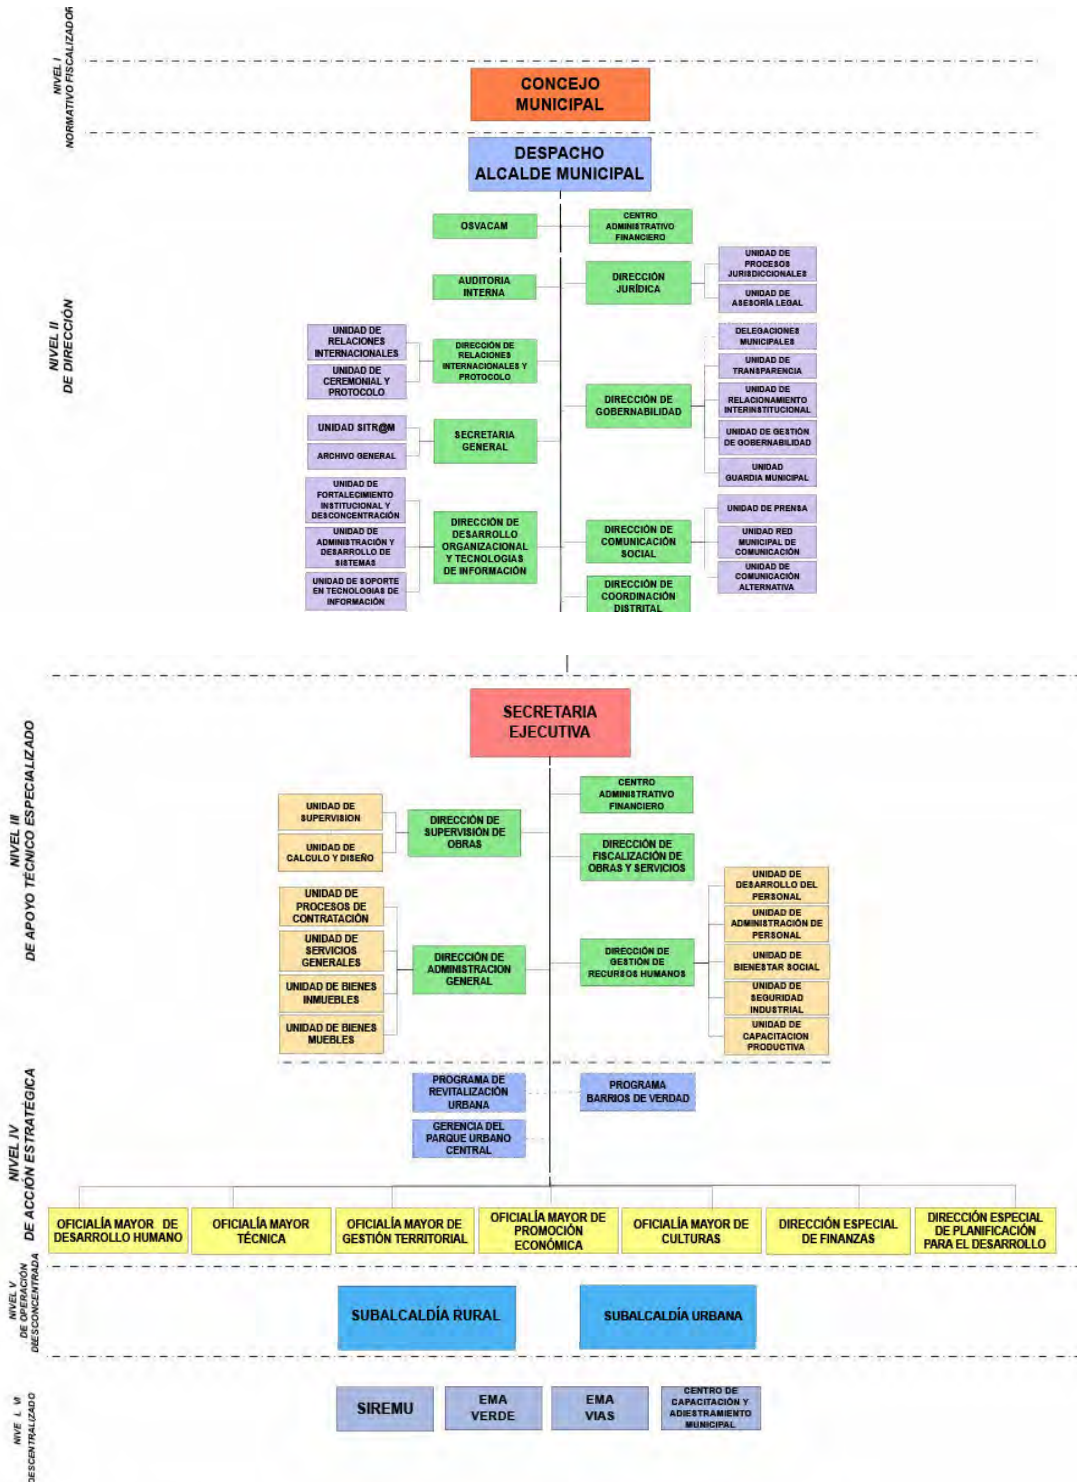 NIVEL I
NORMATIVO FISCALIZADOR
CONCEJO
MUNICIPAL
NIVEL II
DE DIRECCIÓN
DESPACHO
ALCALDE MUNICIPAL
OSVACAM
CENTRO
ADMINISTRATIVO
FINANCIERO
AUDITORIA
INTERNA
DIRECCIÓN
JURÍDICA
UNIDAD DE
PROCESOS
JURISDICCIONALES
UNIDAD DE
ASESORÍA LEGAL
UNIDAD DE
RELACIONES
INTERNACIONALES
UNIDAD DE
CEREMONIAL Y
PROTOCOLO
DIRECCIÓN DE
RELACIONES
INTERNACIONALES Y
PROTOCOLO
DIRECCIÓN DE
GOBERNABILIDAD
DELEGACIONES
MUNICIPALES
UNIDAD DE
TRANSPARENCIA
UNIDAD DE
RELACIONAMIENTO
INTERINSTITUCIONAL
UNIDAD DE GESTIÓN
DE GOBERNABILIDAD
UNIDAD
GUARDIA MUNICIPAL
UNIDAD SITR@M
ARCHIVO GENERAL
SECRETARIA
GENERAL
UNIDAD DE
FORTALECIMIENTO
INSTITUCIONAL Y
DESCONCENTRACIÓN
UNIDAD DE
ADMINISTRACIÓN Y
DESARROLLO DE
SISTEMAS
UNIDAD DE SOPORTE
EN TECNOLOGIAS DE
INFORMACIÓN
DIRECCIÓN DE
DESARROLLO
ORGANIZACIONAL
Y TECNOLOGIAS
DE INFORMACIÓN
DIRECCIÓN DE
COMUNICACIÓN
SOCIAL
UNIDAD DE PRENSA
UNIDAD RED
MUNICIPAL DE
COMUNICACIÓN
UNIDAD DE
COMUNICACIÓN
ALTERNATIVA
DIRECCIÓN DE
COORDINACIÓN
DISTRITAL
NIVEL III
DE APOYO TÉCNICO ESPECIALIZADO
SECRETARIA
EJECUTIVA
UNIDAD DE
SUPERVISION
UNIDAD DE
CALCULO Y DISEÑO
DIRECCIÓN DE
SUPERVISIÓN DE
OBRAS
CENTRO
ADMINISTRATIVO
FINANCIERO
DIRECCIÓN DE
FISCALIZACIÓN DE
OBRAS Y SERVICIOS
UNIDAD DE
PROCESOS DE
CONTRATACIÓN
UNIDAD DE
SERVICIOS
GENERALES
UNIDAD DE BIENES
INMUEBLES
UNIDAD DE BIENES
MUEBLES
DIRECCIÓN DE
ADMINISTRACION
GENERAL
DIRECCIÓN DE
GESTIÓN DE
RECURSOS HUMANOS
UNIDAD DE
DESARROLLO DEL
PERSONAL
UNIDAD DE
ADMINISTRACIÓN DE
PERSONAL
UNIDAD DE
BIENESTAR SOCIAL
UNIDAD DE
SEGURIDAD
INDUSTRIAL
UNIDAD DE
CAPACITACION
PRODUCTIVA
NIVEL IV
DE ACCIÓN ESTRATÉGICA
PROGRAMA DE
REVITALIZACIÓN
URBANA
PROGRAMA
BARRIOS DE VERDAD
GERENCIA DEL
PARQUE URBANO
CENTRAL
OFICIALÍA MAYOR DE
DESARROLLO HUMANO
OFICIALÍA MAYOR
TÉCNICA
OFICIALÍA MAYOR DE
GESTIÓN TERRITORIAL
OFICIALÍA MAYOR DE
PROMOCIÓN
ECONÓMICA
OFICIALÍA MAYOR DE
CULTURAS
DIRECCIÓN ESPECIAL
DE FINANZAS
DIRECCIÓN ESPECIAL
DE PLANIFICACIÓN
PARA EL DESARROLLO
NIVEL V
DE OPERACIÓN
DEESCONCENTRADA
SUBALCALDÍA RURAL
SUBALCALDÍA URBANA
NIVE L VI
DESCENTRALIZADO
SIREMU
EMA
VERDE
EMA
VIAS
CENTRO DE
CAPACITACIÓN Y
ADIESTRAMIENTO
MUNICIPAL